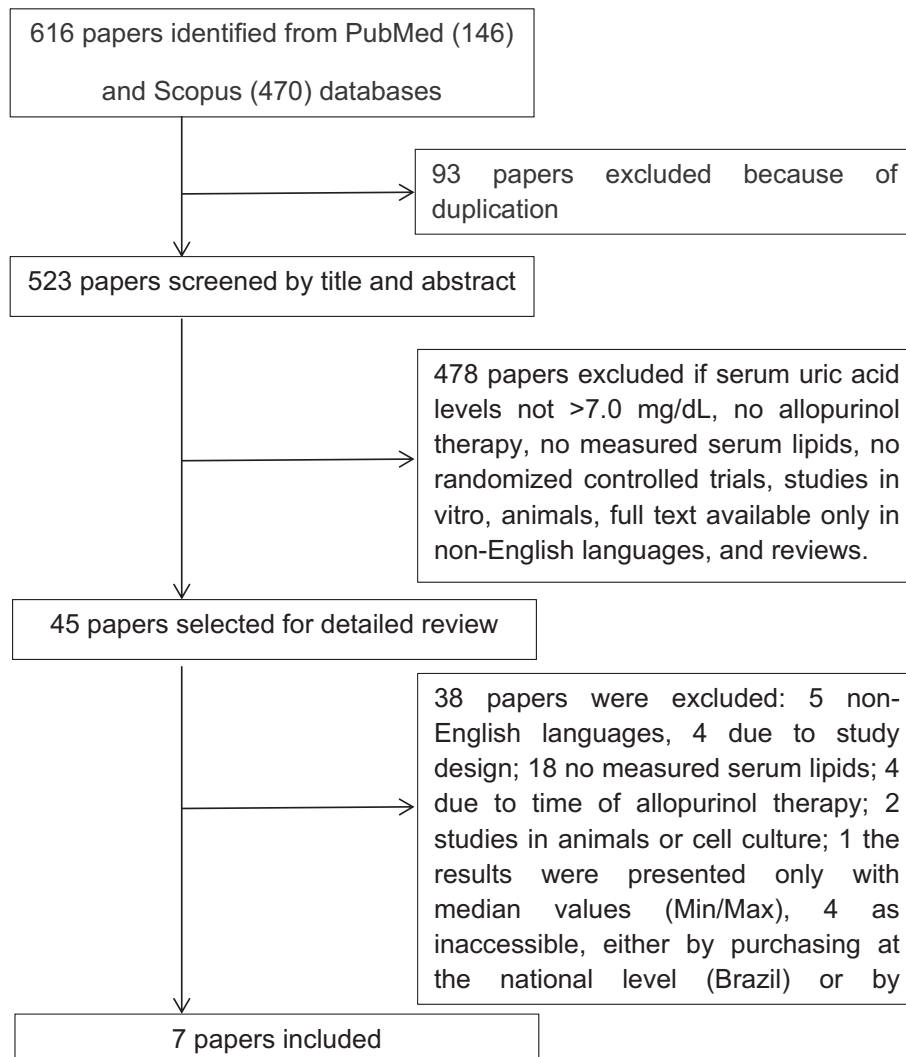 616 papers identified from PubMed (146)
and Scopus (470) databases
93 papers excluded because of
duplication
523 papers screened by title and abstract
478 papers excluded if serum uric acid
levels not >7.0 mg/dL, no allopurinol
therapy, no measured serum lipids, no
randomized controlled trials, studies in
vitro, animals, full text available only in
non-English languages, and reviews.
45 papers selected for detailed review
38 papers were excluded: 5 non-
English languages, 4 due to study
design; 18 no measured serum lipids; 4
due to time of allopurinol therapy; 2
studies in animals or cell culture; 1 the
results were presented only with
median values (Min/Max), 4 as
inaccessible, either by purchasing at
the national level (Brazil) or by
7 papers included